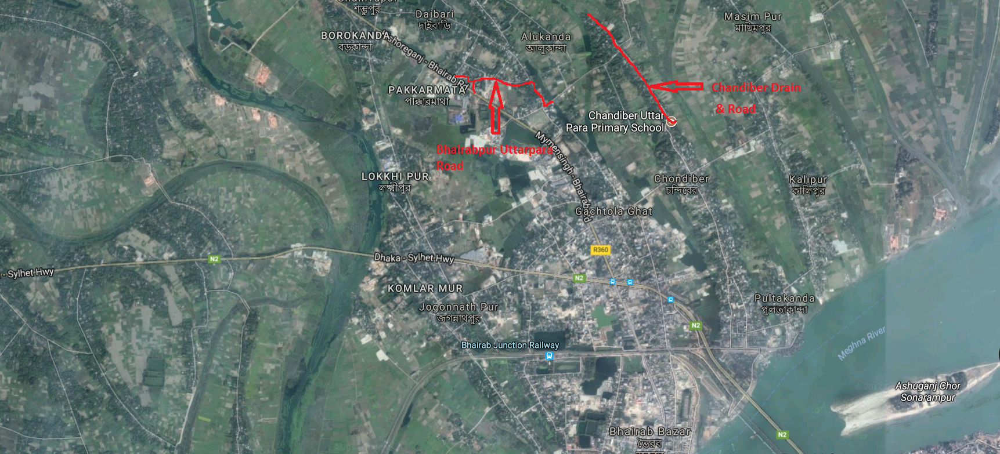 শম্ভুপুর
Daibari
দাইবাড়ি
Masim Pur
মাছিমপুর
BOROKANDA
বড়কান্দা
Alukanda
আলুকান্দা
Kishoreganj - Bhairab Rd
PAKKARMATA
পাক্কারমাথা
Chandiber Drain
& Road
Chandiber Uttar
Para Primary School
Bhairabpur Uttarpara
Road
Mymensingh - Bhairab Rd
LOKKHI PUR
লক্ষ্মীপুর
Chondiber
চন্দিবের
Kalipur
কালিপুর
Gachtola Ghat
R360
N2
Dhaka - Sylhet Hwy
- Sylhet Hwy
N2
KOMLAR MUR
Jogonnath Pur
জগন্নাথপুর
Pultakanda
পুলতাকান্দা
N2
Bhairab Junction Railway
Meghna River
Ashuganj Chor
Sonarampur
Bhairab Bazar
ভৈরব
N2